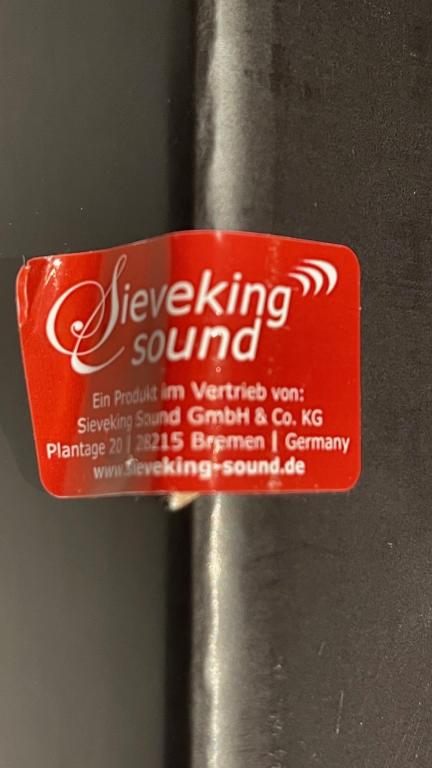 Sieveking
sound
Ein Produkt im Vertrieb von:
Sieveking Sound GmbH & Co. KG
Plantage 20 | 28215 Bremen | Germany
www.sieveking-sound.de